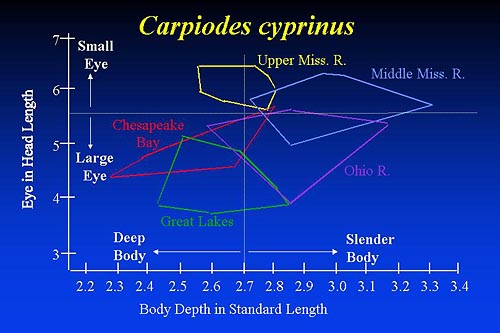 Carpiodes cyprinus
7
6
5
4
3
Eye in Head Length
Small
Eye
Large
Eye
Upper Miss. R.
Middle Miss. R.
Chesapeake
Bay
Ohio R.
Great Lakes
Deep
Body
Slender
Body
2.2 2.3 2.4 2.5 2.6 2.7 2.8 2.9 3.0 3.1 3.2 3.3 3.4
Body Depth in Standard Length